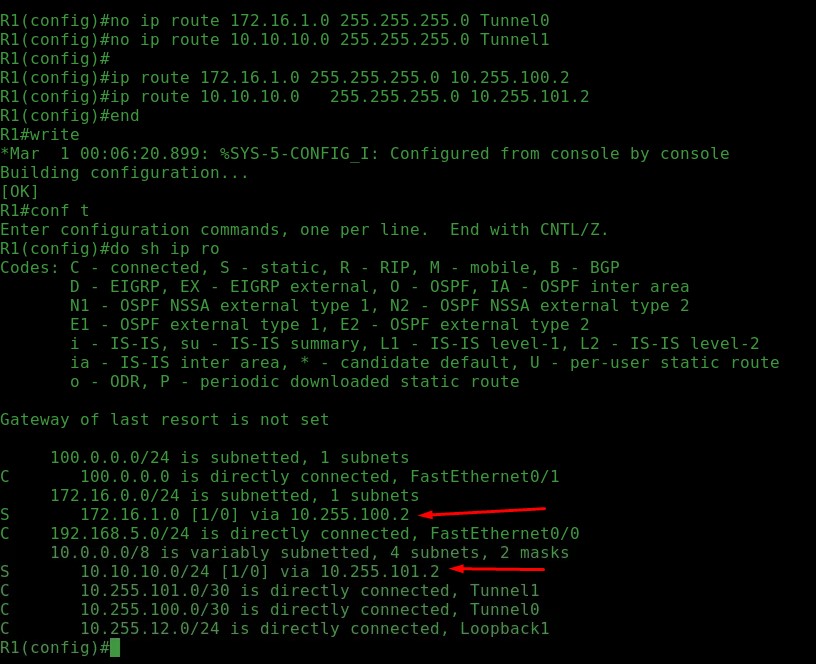 R1(config)#no ip route 172.16.1.0 255.255.255.0 Tunnel0
R1(config)#no ip route 10.10.10.0 255.255.255.0 Tunnel1
R1(config)#
R1(config)#ip route 172.16.1.0 255.255.255.0 10.255.100.2
R1(config)#ip route 10.10.10.0   255.255.255.0 10.255.101.2
R1(config)#end
R1#write
*Mar  1 00:06:20.899: %SYS-5-CONFIG_I: Configured from console by console
Building configuration...
[OK]
R1#conf t
Enter configuration commands, one per line.  End with CNTL/Z.
R1(config)#do sh ip ro
Codes: C - connected, S - static, R - RIP, M - mobile, B - BGP
       D - EIGRP, EX - EIGRP external, O - OSPF, IA - OSPF inter area
       N1 - OSPF NSSA external type 1, N2 - OSPF NSSA external type 2
       E1 - OSPF external type 1, E2 - OSPF external type 2
       i - IS-IS, su - IS-IS summary, L1 - IS-IS level-1, L2 - IS-IS level-2
       ia - IS-IS inter area, * - candidate default, U - per-user static route
       o - ODR, P - periodic downloaded static route

Gateway of last resort is not set

     100.0.0.0/24 is subnetted, 1 subnets
C       100.0.0.0 is directly connected, FastEthernet0/1
     172.16.0.0/24 is subnetted, 1 subnets
S       172.16.1.0 [1/0] via 10.255.100.2
C    192.168.5.0/24 is directly connected, FastEthernet0/0
     10.0.0.0/8 is variably subnetted, 4 subnets, 2 masks
S       10.10.10.0/24 [1/0] via 10.255.101.2
C       10.255.101.0/30 is directly connected, Tunnel1
C       10.255.100.0/30 is directly connected, Tunnel0
C       10.255.12.0/24 is directly connected, Loopback1
R1(config)#